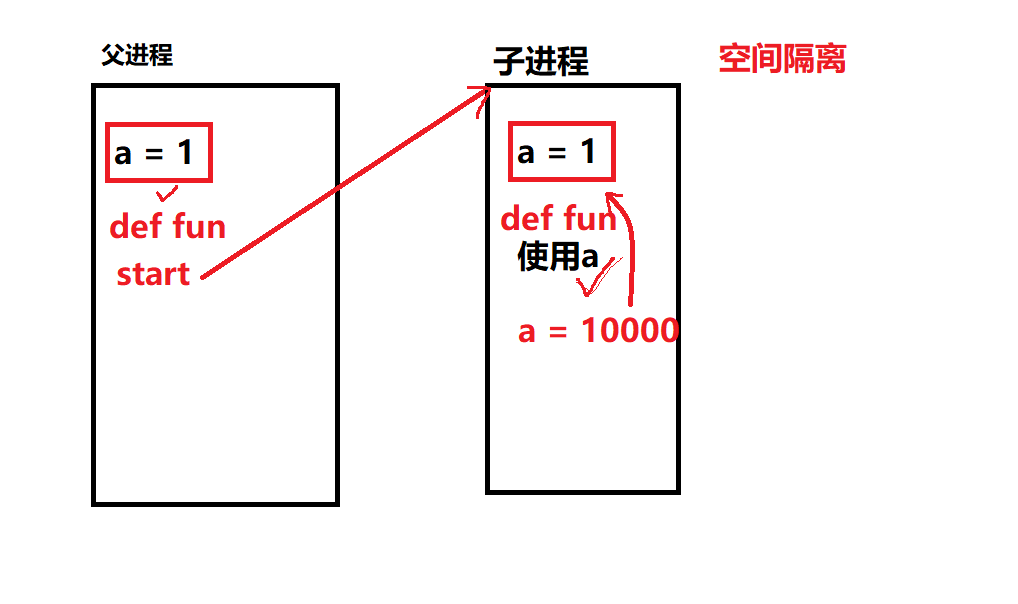 父进程
a = 1
def fun
start
子进程
a = 1
def fun
使用a
a = 10000
空间隔离